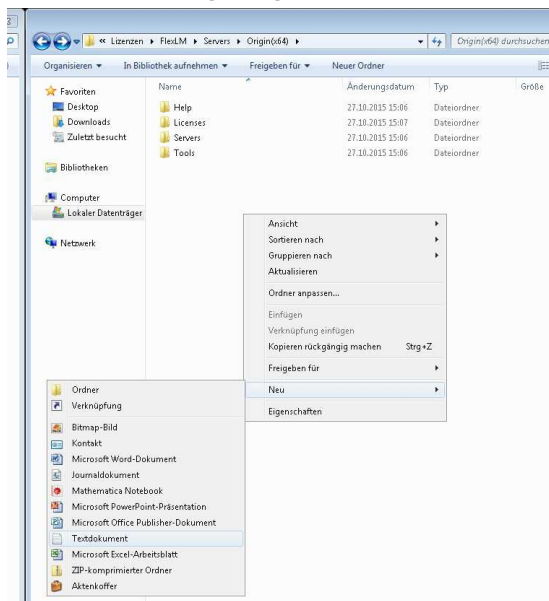 « Lizenzen ▸ FlexLM ▸ Servers ▸ Origin(x64) ▸
Origin(x64) durchsuchen
Organisieren
In Bibliothek aufnehmen
Freigeben für
Neuer Ordner
Name
Änderungsdatum
Typ
Größe
Favoriten
Desktop
Downloads
Zuletzt besucht
Bibliotheken
Computer
Lokaler Datenträger
Netzwerk
Help 27.10.2015 15:06 Dateiordner
Licenses 27.10.2015 15:07 Dateiordner
Servers 27.10.2015 15:06 Dateiordner
Tools 27.10.2015 15:06 Dateiordner
Ansicht
Sortieren nach
Gruppieren nach
Aktualisieren
Ordner anpassen...
Einfügen
Verknüpfung einfügen
Kopieren rückgängig machen Strg+Z
Freigeben für
Neu
Eigenschaften
Ordner
Verknüpfung
Bitmap-Bild
Kontakt
Microsoft Word-Dokument
Journaldokument
Mathematica Notebook
Microsoft PowerPoint-Präsentation
Microsoft Office Publisher-Dokument
Textdokument
Microsoft Excel-Arbeitsblatt
ZIP-komprimierter Ordner
Aktenkoffer